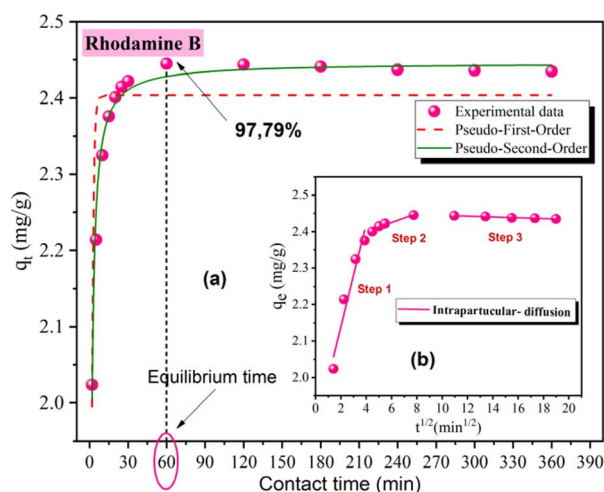 2.5
2.4
2.3
2.2
2.1
2.0
qt (mg/g)
Rhodamine B
97,79%
Experimental data
Pseudo-First-Order
Pseudo-Second-Order
(a)
Equilibrium time
0 30 60 90 120 150 180 210 240 270 300 330 360 390
Contact time (min)
2.6
2.5
2.4
2.3
2.2
2.1
2.0
qe (mg/g)
Step 1
Step 2
Step 3
Intrapartucular- diffusion
(b)
0 2 4 6 8 10 12 14 16 18 20
t1/2(min1/2)